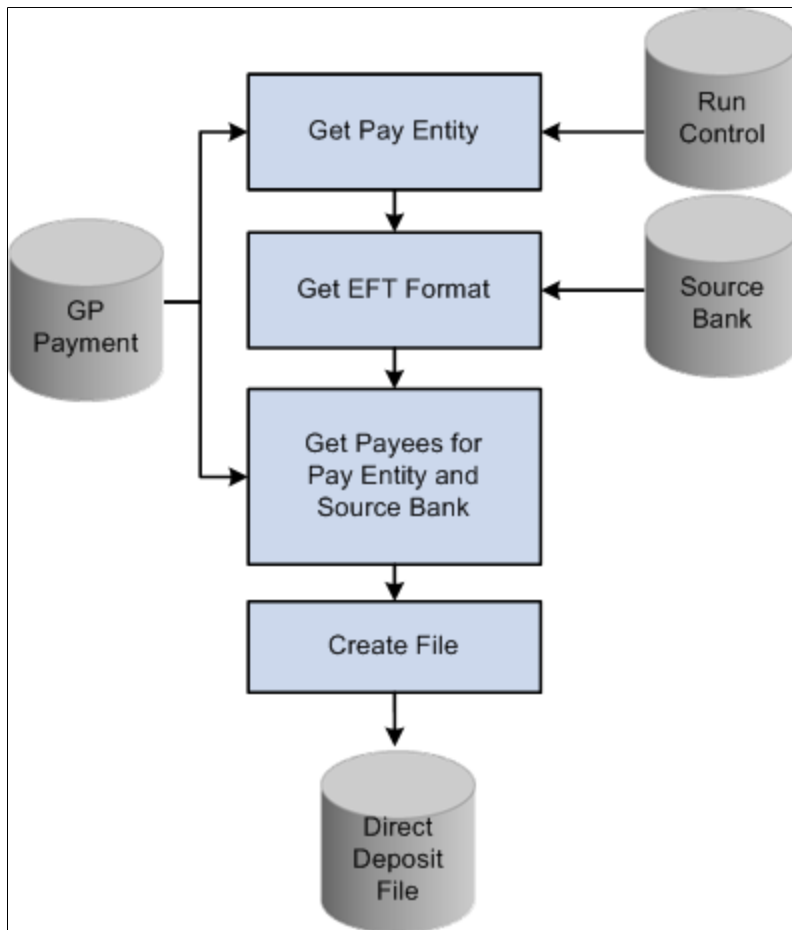 Get Pay Entity
Run
Control
GP
Payment
Get EFT Format
Source
Bank
Get Payees for
Pay Entity and
Source Bank
Create File
Direct
Deposit
File